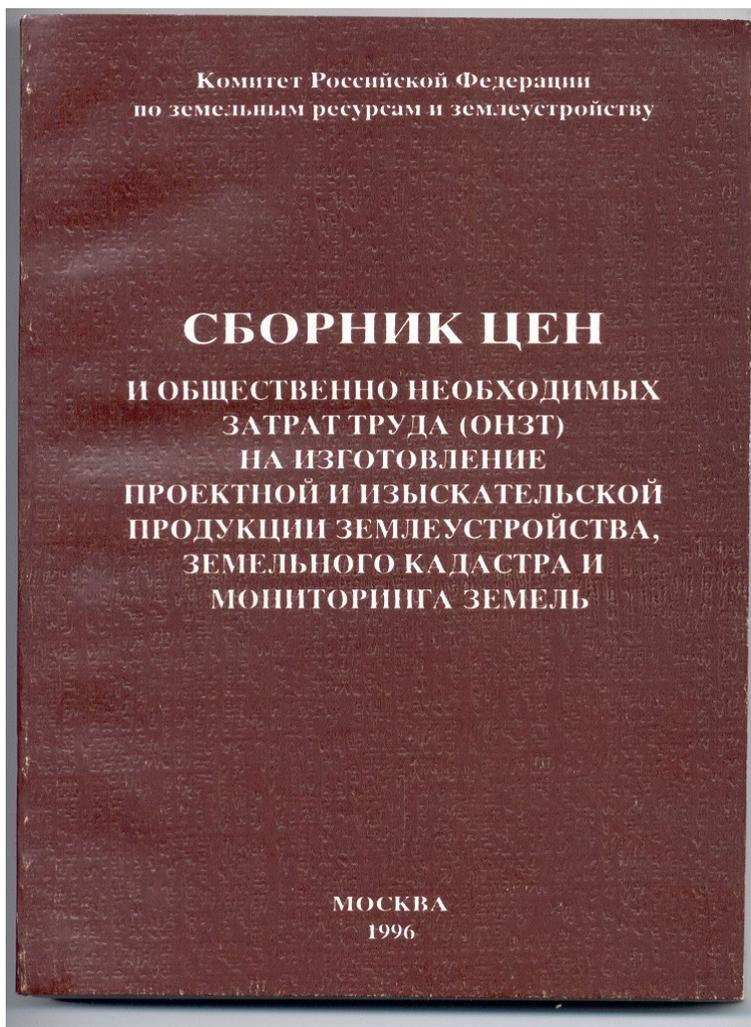 Комитет Российской Федерации
по земельным ресурсам и землеустройству
СБОРНИК ЦЕН
И ОБЩЕСТВЕННО НЕОБХОДИМЫХ
ЗАТРАТ ТРУДА (ОНЗТ)
НА ИЗГОТОВЛЕНИЕ
ПРОЕКТНОЙ И ИЗЫСКАТЕЛЬСКОЙ
ПРОДУКЦИИ ЗЕМЛЕУСТРОЙСТВА,
ЗЕМЕЛЬНОГО КАДАСТРА И
МОНИТОРИНГА ЗЕМЕЛЬ
МОСКВА
1996